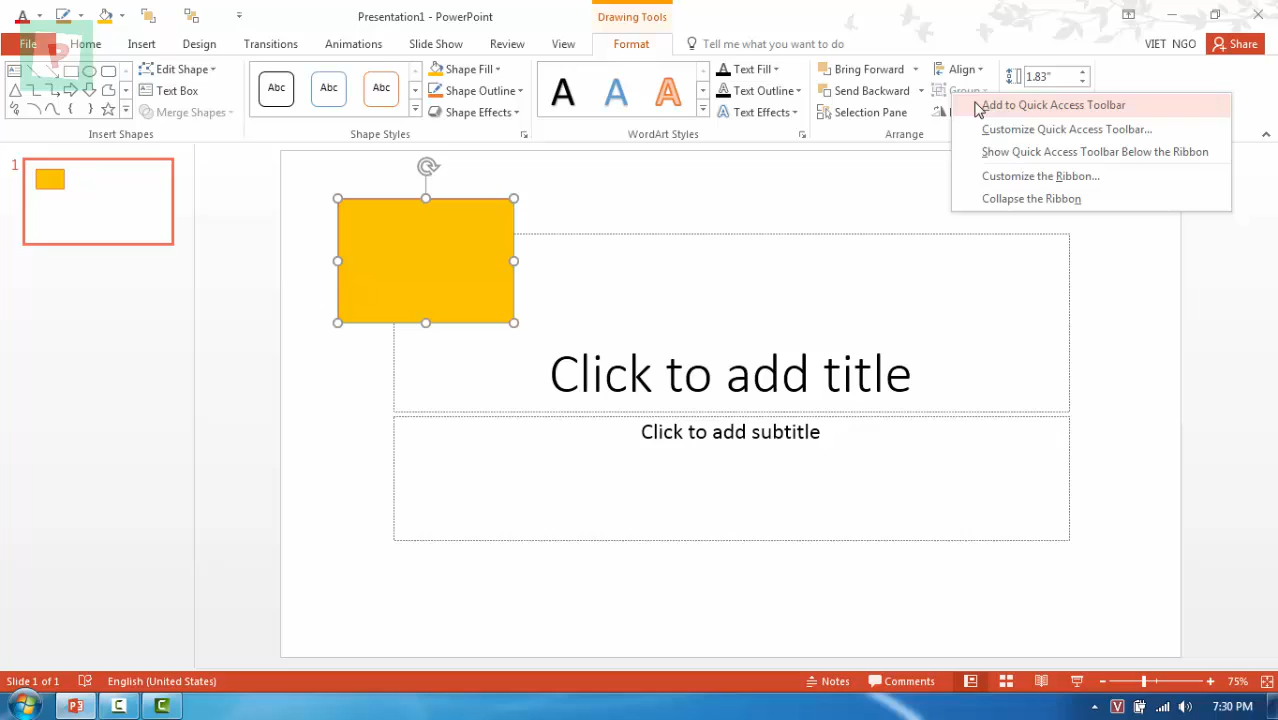 Presentation1 - PowerPoint
Drawing Tools
File
Home
Insert
Design
Transitions
Animations
Slide Show
Review
View
Format
Tell me what you want to do
VIET NGO
Share
Edit Shape
Text Box
Merge Shapes
Insert Shapes
Abc
Abc
Abc
Shape Fill
Shape Outline
Shape Effects
Shape Styles
A
A
A
Text Fill
Text Outline
Text Effects
WordArt Styles
Bring Forward
Send Backward
Selection Pane
Align
Group
Arrange
1.83"
Add to Quick Access Toolbar
Customize Quick Access Toolbar...
Show Quick Access Toolbar Below the Ribbon
Customize the Ribbon...
Collapse the Ribbon
1
Click to add title
Click to add subtitle
Slide 1 of 1
English (United States)
Notes
Comments
75%
7:30 PM